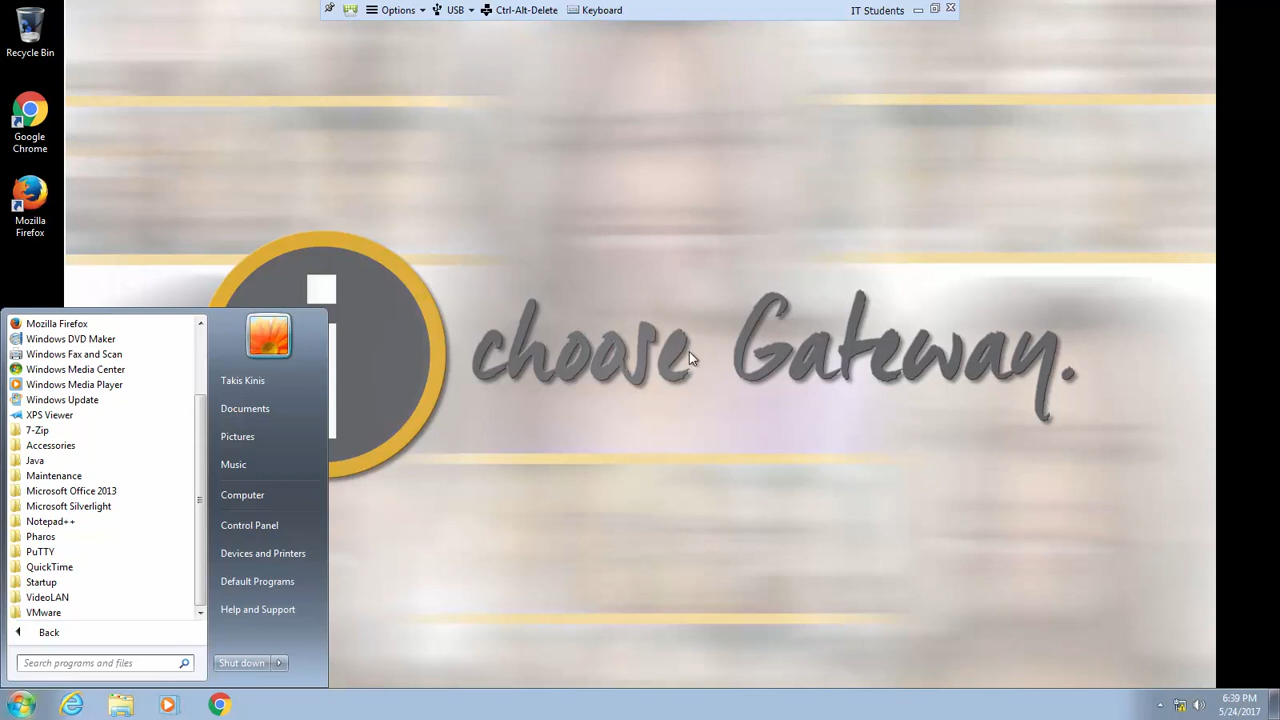 Options
USB
Ctrl-Alt-Delete
Keyboard
IT Students
Recycle Bin
Google
Chrome
Mozilla
Firefox
choose Gateway.
Mozilla Firefox
Windows DVD Maker
Windows Fax and Scan
Windows Media Center
Windows Media Player
Windows Update
XPS Viewer
7-Zip
Accessories
Java
Maintenance
Microsoft Office 2013
Microsoft Silverlight
Notepad++
Pharos
PuTTY
QuickTime
Startup
VideoLAN
VMware
Back
Search programs and files
Takis Kinis
Documents
Pictures
Music
Computer
Control Panel
Devices and Printers
Default Programs
Help and Support
Shut down
6:39 PM
5/24/2017